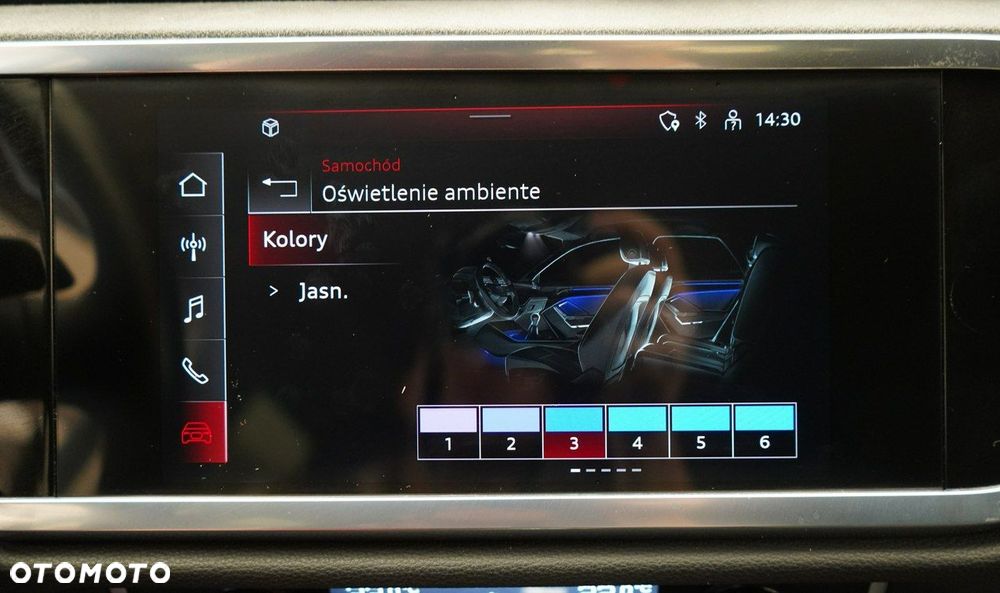 14:30
Samochód
Oświetlenie ambiente
Kolory
> Jasn.
1 2 3 4 5 6
OTOMOTO